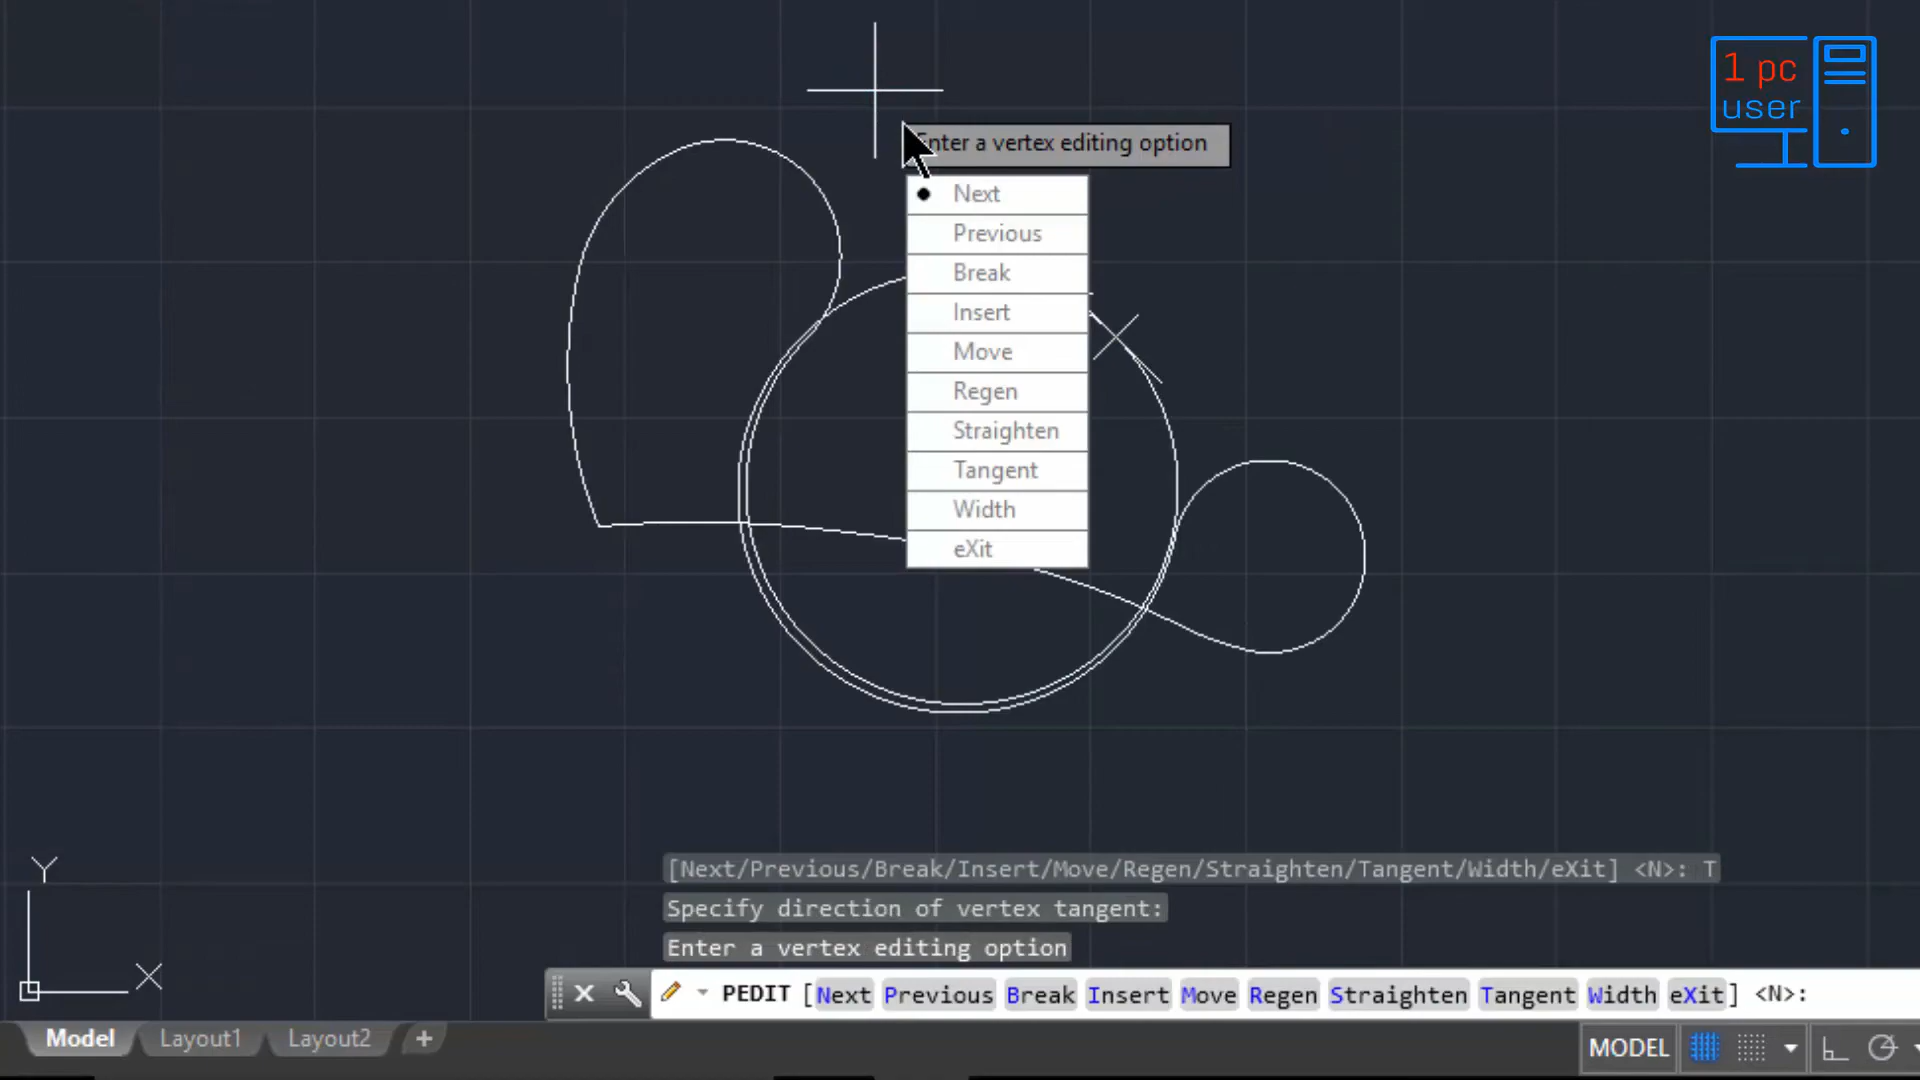 1 pc
user
Enter a vertex editing option
Next
Previous
Break
Insert
Move
Regen
Straighten
Tangent
Width
eXit
[Next/Previous/Break/Insert/Move/Regen/Straighten/Tangent/Width/eXit] <N>: T
Specify direction of vertex tangent:
Enter a vertex editing option
PEDIT [Next Previous Break Insert Move Regen Straighten Tangent Width eXit] <N>:
Y
X
Model Layout1 Layout2 +
MODEL